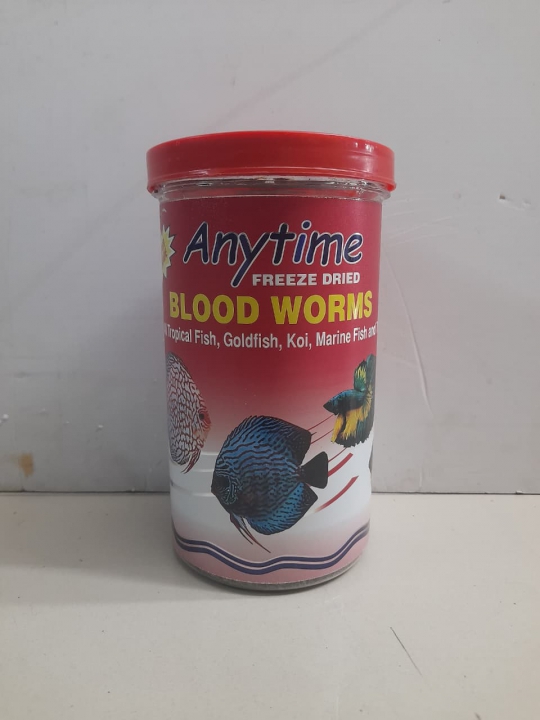 Anytime
FREEZE DRIED
BLOOD WORMS
Tropical Fish, Goldfish, Koi, Marine Fish and